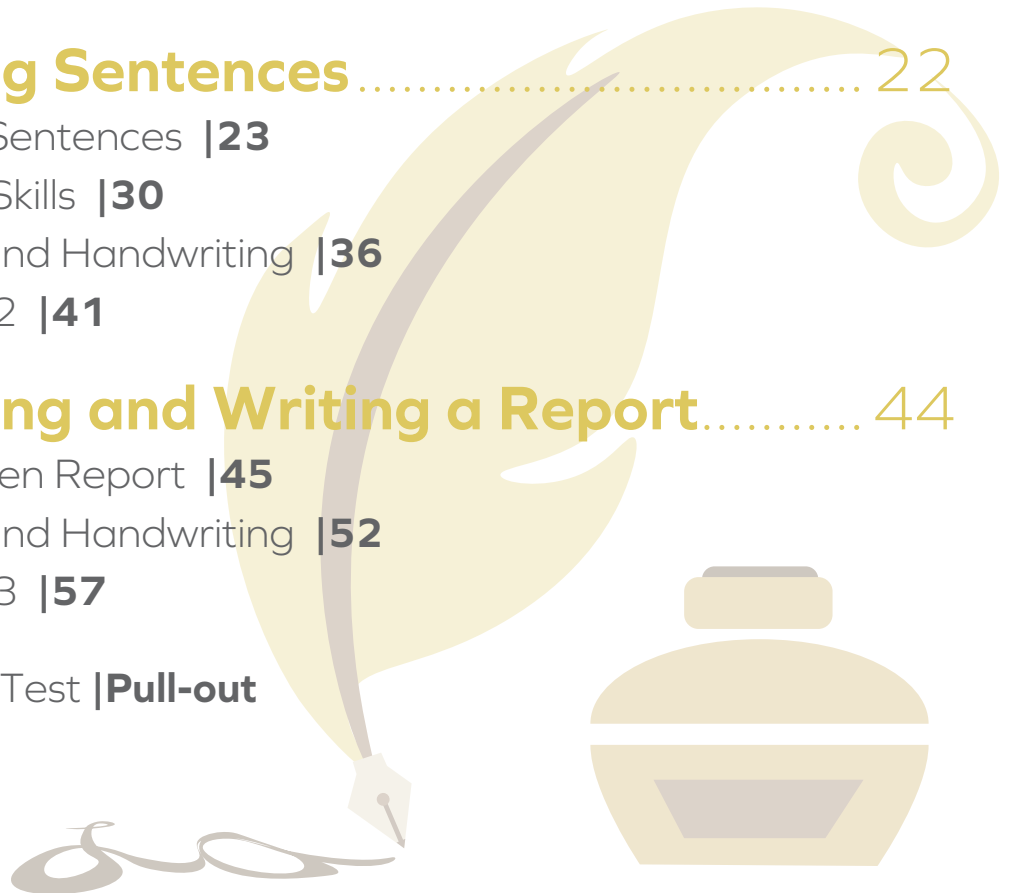 g Sentences.................................. 22
Sentences |23
Skills |30
nd Handwriting |36
2 |41
ng and Writing a Report........... 44
en Report |45
nd Handwriting |52
3 |57
Test |Pull-out